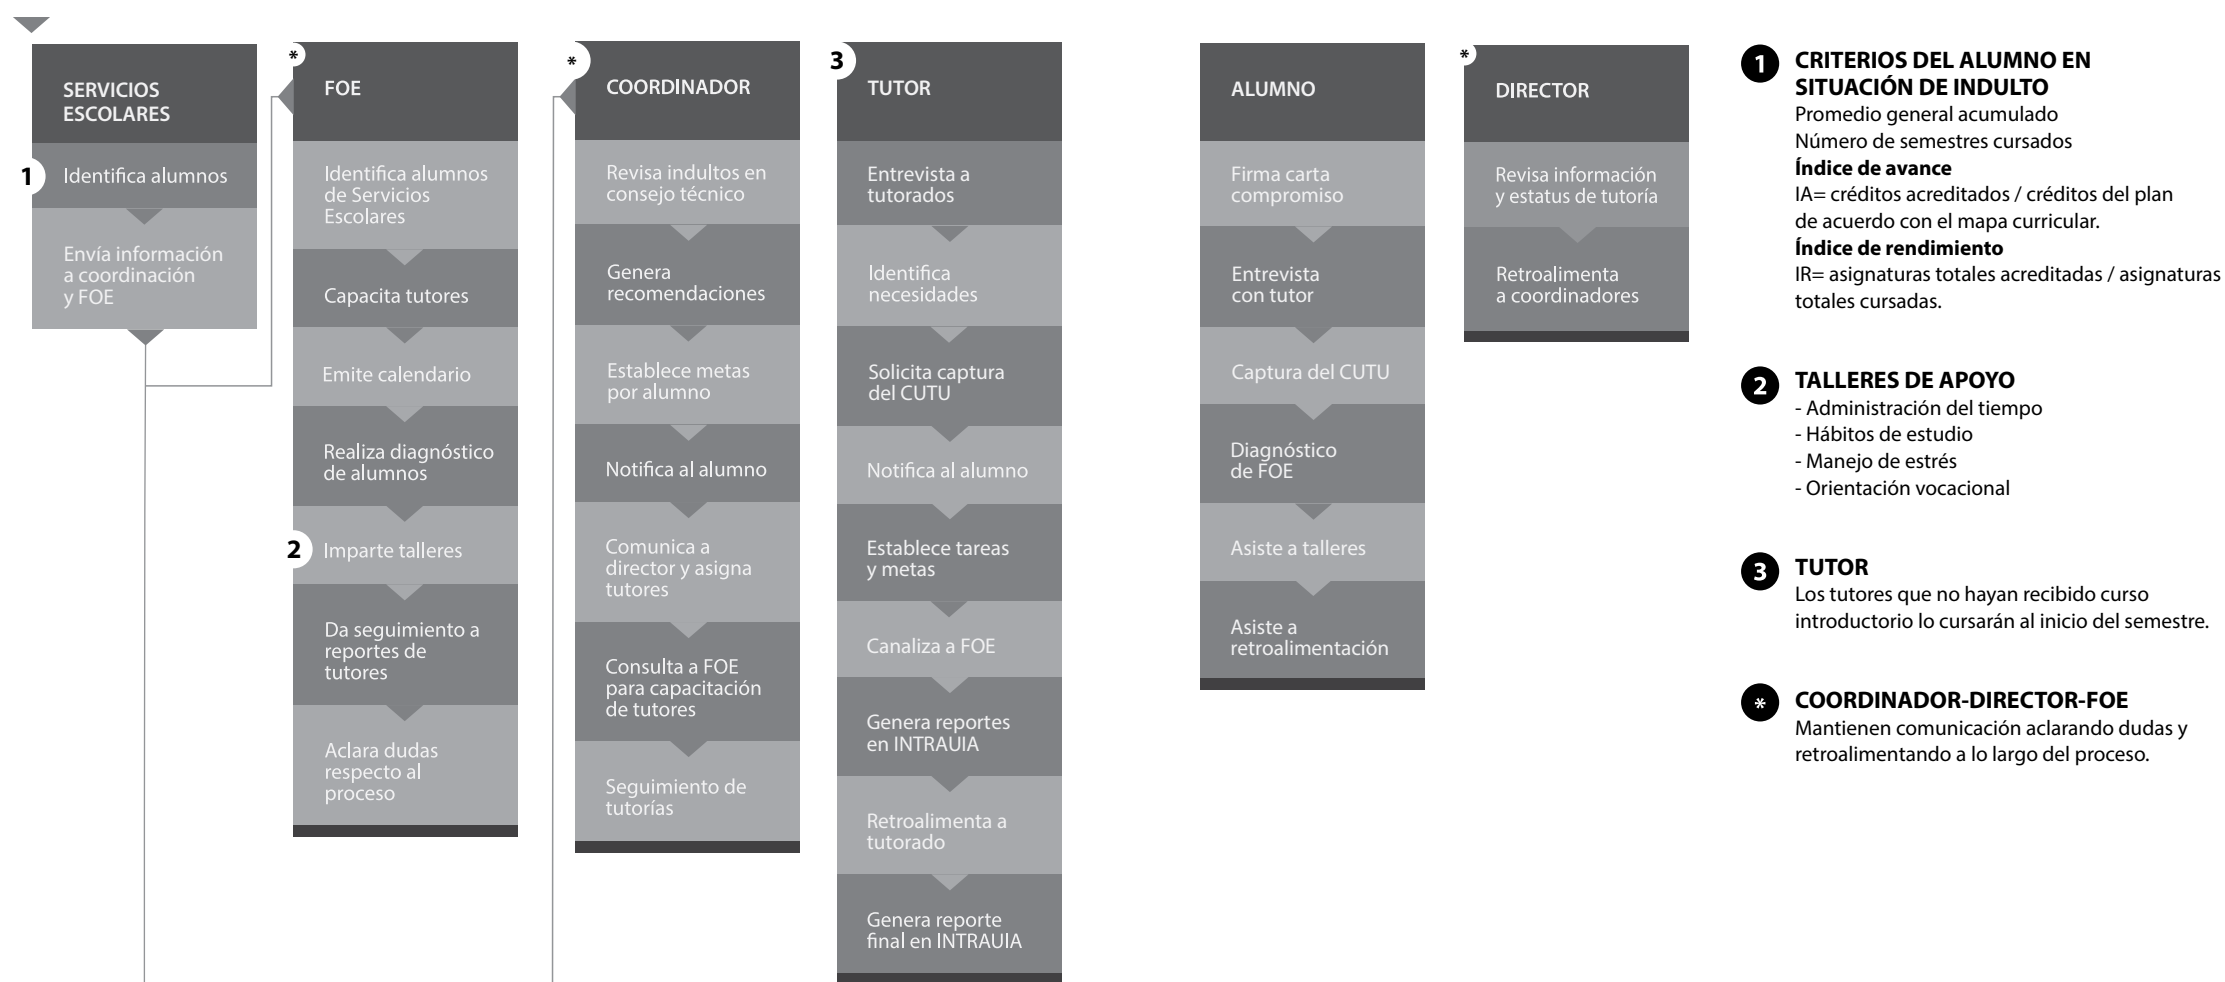 SERVICIOS
ESCOLARES
1
Identifica alumnos
Envía información
a coordinación
y FOE
*
FOE
Identifica alumnos
de Servicios
Escolares
Capacita tutores
Emite calendario
Realiza diagnóstico
de alumnos
2
Imparte talleres
Da seguimiento a
reportes de
tutores
Aclara dudas
respecto al
proceso
*
COORDINADOR
Revisa indultos en
consejo técnico
Genera
recomendaciones
Establece metas
por alumno
Notifica al alumno
Comunica a
director y asigna
tutores
Consulta a FOE
para capacitación
de tutores
Seguimiento de
tutorías
3
TUTOR
Entrevista a
tutorados
Identifica
necesidades
Solicita captura
del CUTU
Notifica al alumno
Establece tareas
y metas
Canaliza a FOE
Genera reportes
en INTRAUIA
Retroalimenta a
tutorado
Genera reporte
final en INTRAUIA
ALUMNO
Firma carta
compromiso
Entrevista
con tutor
Captura del CUTU
Diagnóstico
de FOE
Asiste a talleres
Asiste a
retroalimentación
*
DIRECTOR
Revisa información
y estatus de tutoría
Retroalimenta
a coordinadores
1
CRITERIOS DEL ALUMNO EN
SITUACIÓN DE INDULTO
Promedio general acumulado
Número de semestres cursados
Índice de avance
IA= créditos acreditados / créditos del plan
de acuerdo con el mapa curricular.
Índice de rendimiento
IR= asignaturas totales acreditadas / asignaturas
totales cursadas.
2
TALLERES DE APOYO
- Administración del tiempo
- Hábitos de estudio
- Manejo de estrés
- Orientación vocacional
3
TUTOR
Los tutores que no hayan recibido curso
introductorio lo cursarán al inicio del semestre.
*
COORDINADOR-DIRECTOR-FOE
Mantienen comunicación aclarando dudas y
retroalimentando a lo largo del proceso.